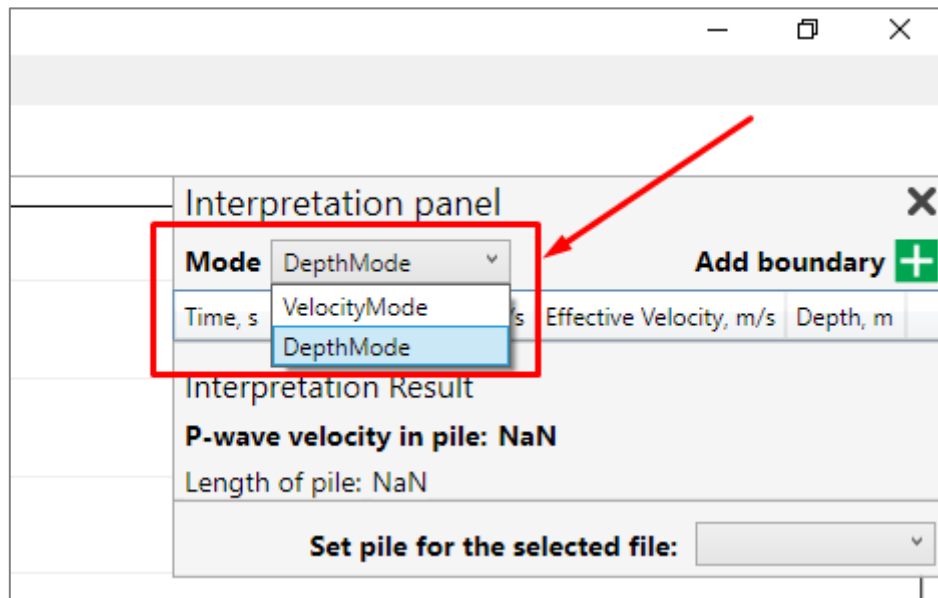 Interpretation panel
Mode DepthMode Add boundary
Time, s VelocityMode /s Effective Velocity, m/s Depth, m
DepthMode
Interpretation Result
P-wave velocity in pile: NaN
Length of pile: NaN
Set pile for the selected file: